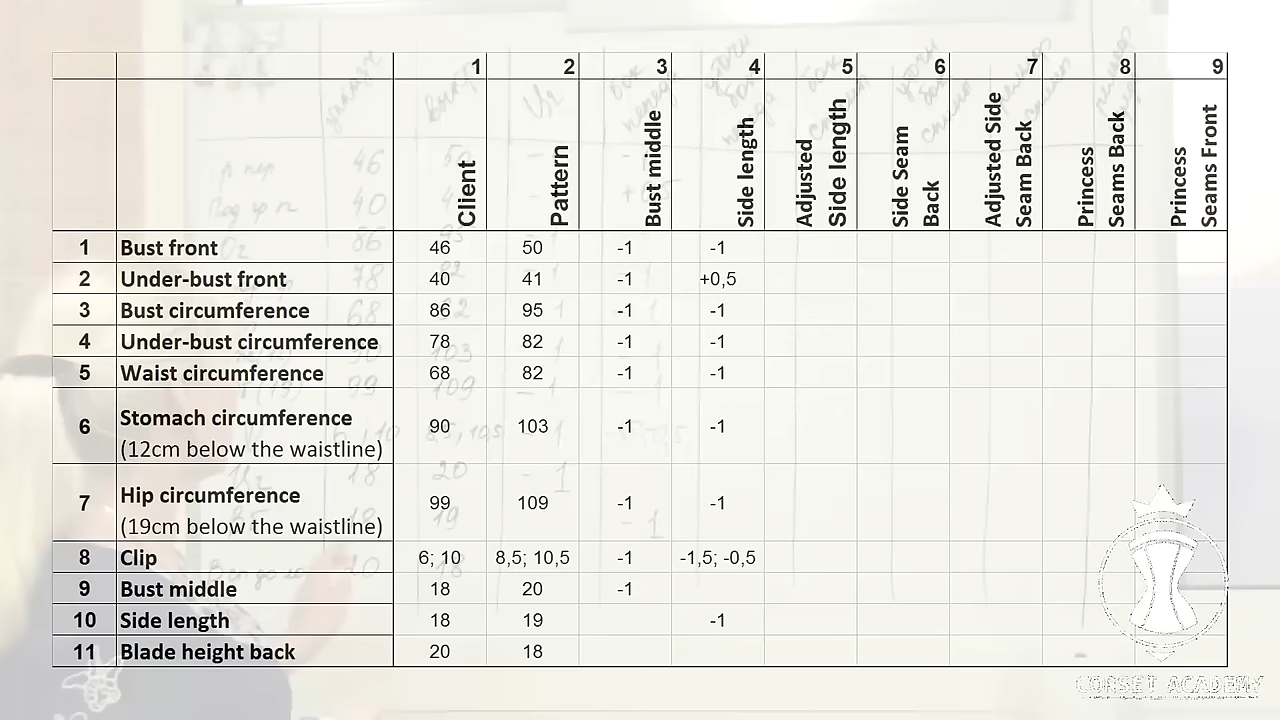 1 2 3 4 5 6 7 8 9
Client Pattern Bust middle Side length Adjusted Side length Side Seam Back Adjusted Side Seam Back Princess Seams Back Princess Seams Front
1 Bust front 46 50 -1 -1
2 Under-bust front 40 41 -1 +0,5
3 Bust circumference 86 95 -1 -1
4 Under-bust circumference 78 82 -1 -1
5 Waist circumference 68 82 -1 -1
6 Stomach circumference 90 103 -1 -1
(12cm below the waistline)
7 Hip circumference 99 109 -1 -1
(19cm below the waistline)
8 Clip 6; 10 8,5; 10,5 -1 -1,5; -0,5
9 Bust middle 18 20 -1
10 Side length 18 19 -1
11 Blade height back 20 18
CORSET ACADEMY